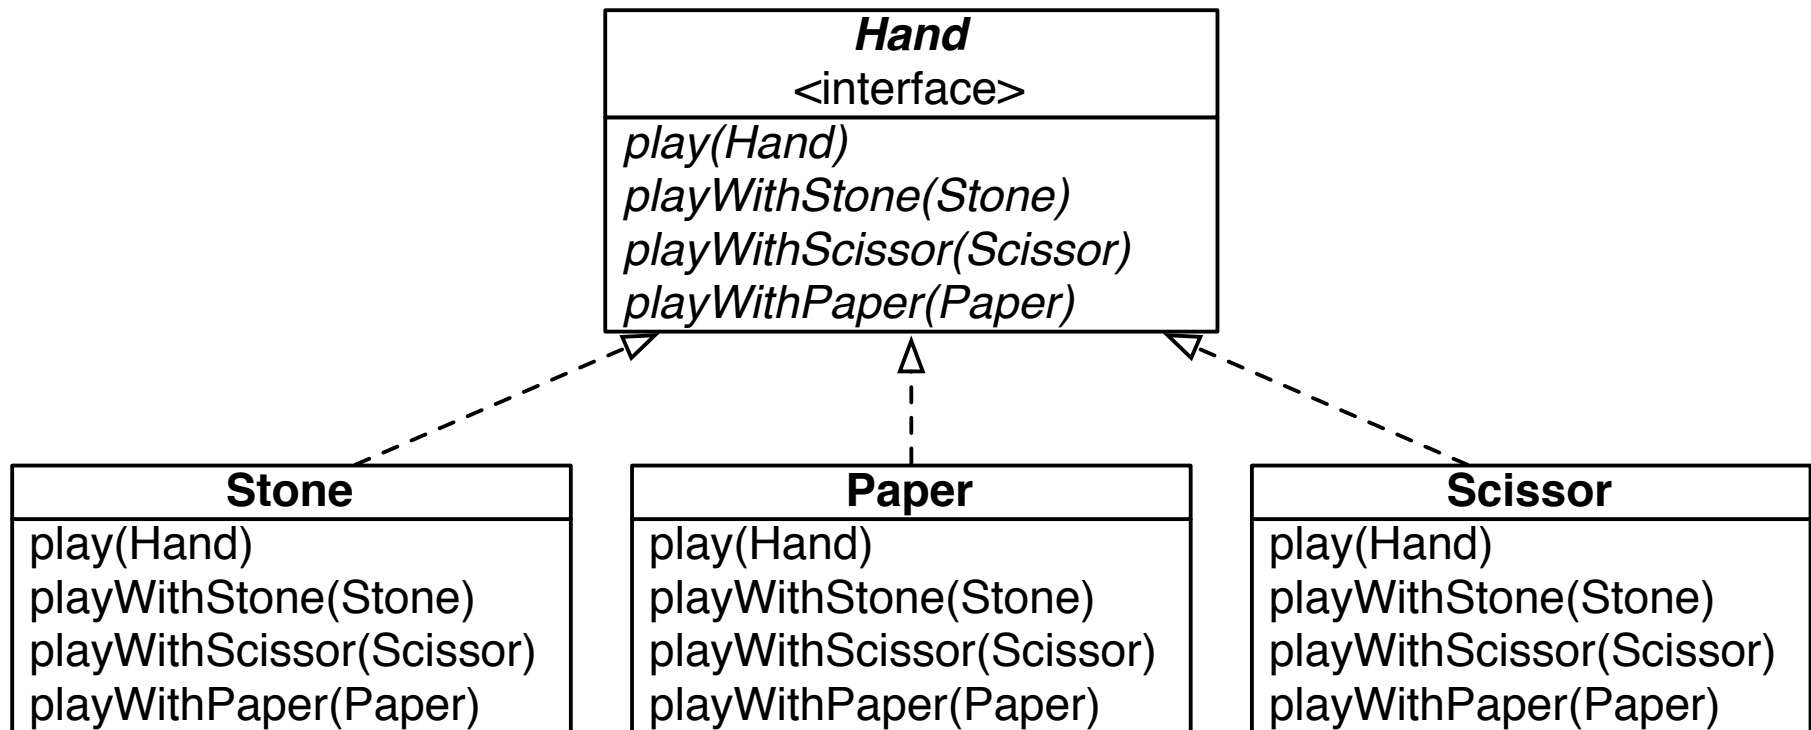 Hand
<interface>
play(Hand)
playWithStone(Stone)
playWithScissor(Scissor)
playWithPaper(Paper)
Stone
play(Hand)
playWithStone(Stone)
playWithScissor(Scissor)
playWithPaper(Paper)
Paper
play(Hand)
playWithStone(Stone)
playWithScissor(Scissor)
playWithPaper(Paper)
Scissor
play(Hand)
playWithStone(Stone)
playWithScissor(Scissor)
playWithPaper(Paper)